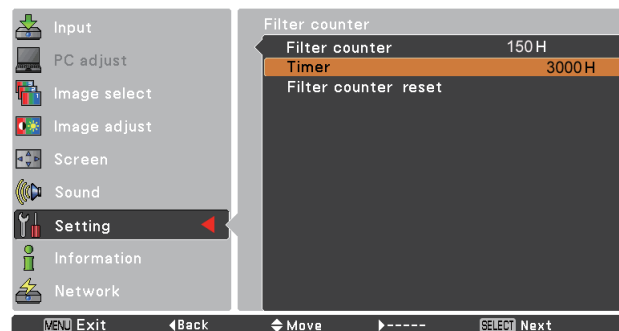 Input
PC adjust
Image select
Image adjust
Screen
Sound
Setting
Information
Network
Filter counter
Filter counter 150 H
Timer 3000 H
Filter counter reset
MENU Exit ◀Back Move ▶----- SELECT Next